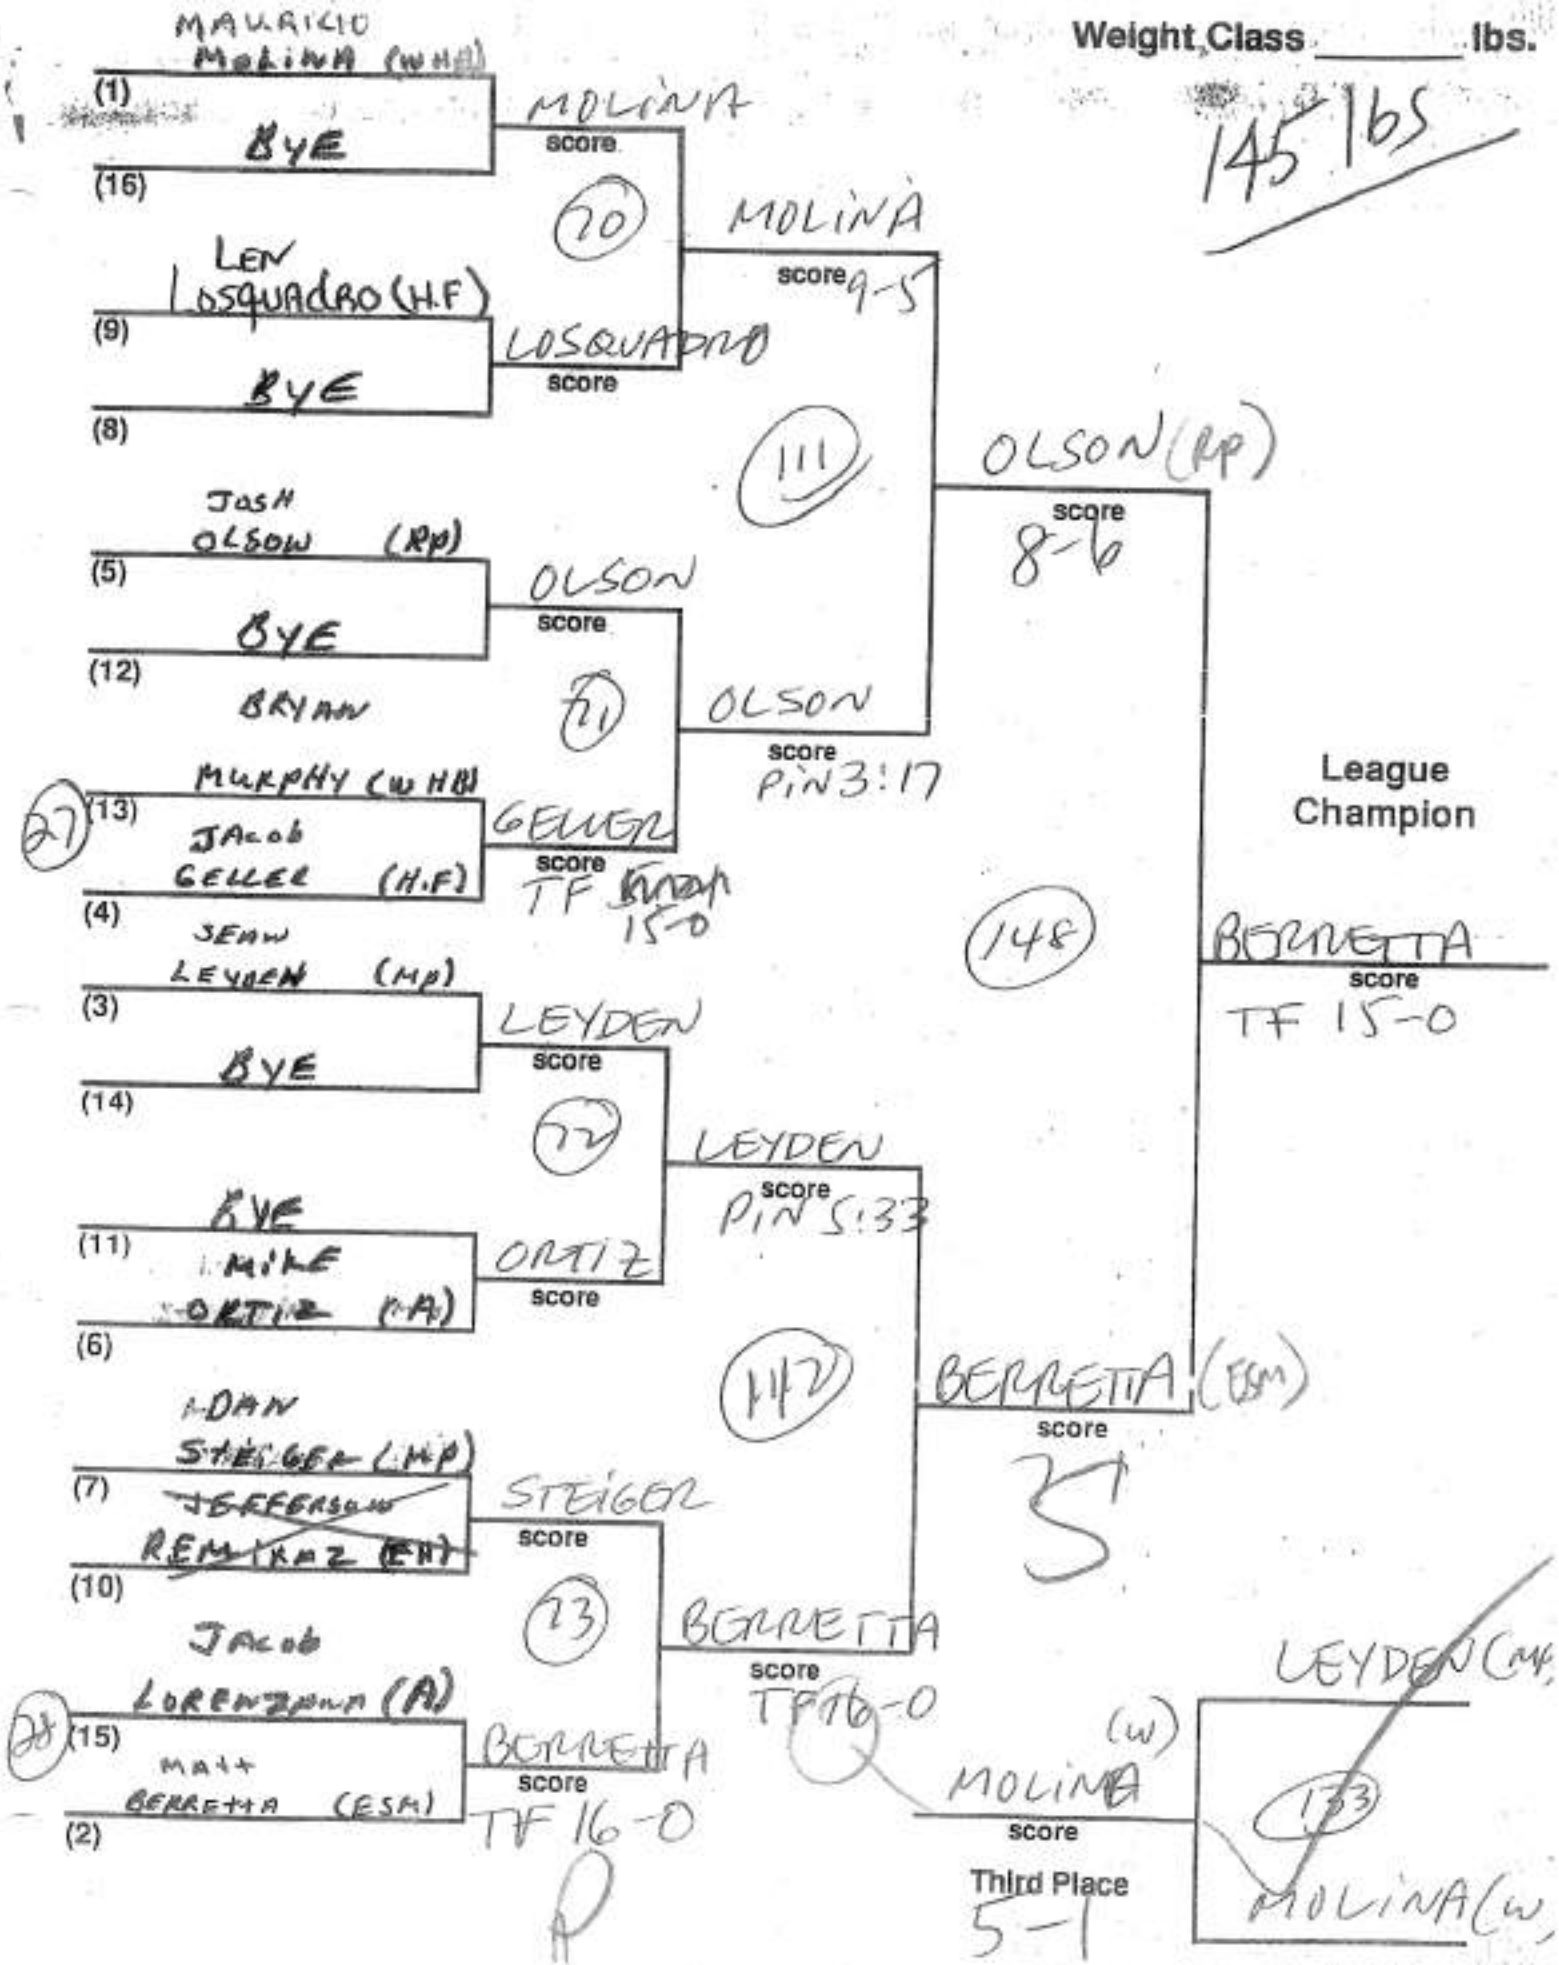 Weight Class ____ lbs.
145 lbs
MAURICIO
MOLINA (WHB)
(1)
BYE
(16)
MOLINA
score
LEN
LOSQUADRO (H.F)
(9)
BYE
(8)
LOSQUADRO
score
70
MOLINA
score 9-5
JOSH
OLSON (RP)
(5)
BYE
(12)
OLSON
score
BRYAN
MURPHY (WHB)
(13)
27
JACOB
GELLER (H.F)
(4)
GELLER
score
TF
15-0
71
OLSON
score
PIN 3:17
111
OLSON (RP)
score
8-6
SEAN
LEYDEN (MP)
(3)
BYE
(14)
LEYDEN
score
BYE
(11)
MIKE
ORTIZ (A)
(6)
ORTIZ
score
72
LEYDEN
score
PIN 5:33
DAN
STEIGER (MP)
(7)
JEFFERSON
REMIREZ (EH)
(10)
STEIGER
score
JACOB
LORENZANA (A)
(15)
28
MATT
BERRETTA (ESM)
(2)
BERRETTA
score
TF 16-0
73
BERRETTA
score
TF 16-0
112
BERRETTA (ESM)
score
148
League
Champion
BERRETTA
score
TF 15-0
LEYDEN (MP,
133
MOLINA (W,
(W)
MOLINA
score
Third Place
5-1